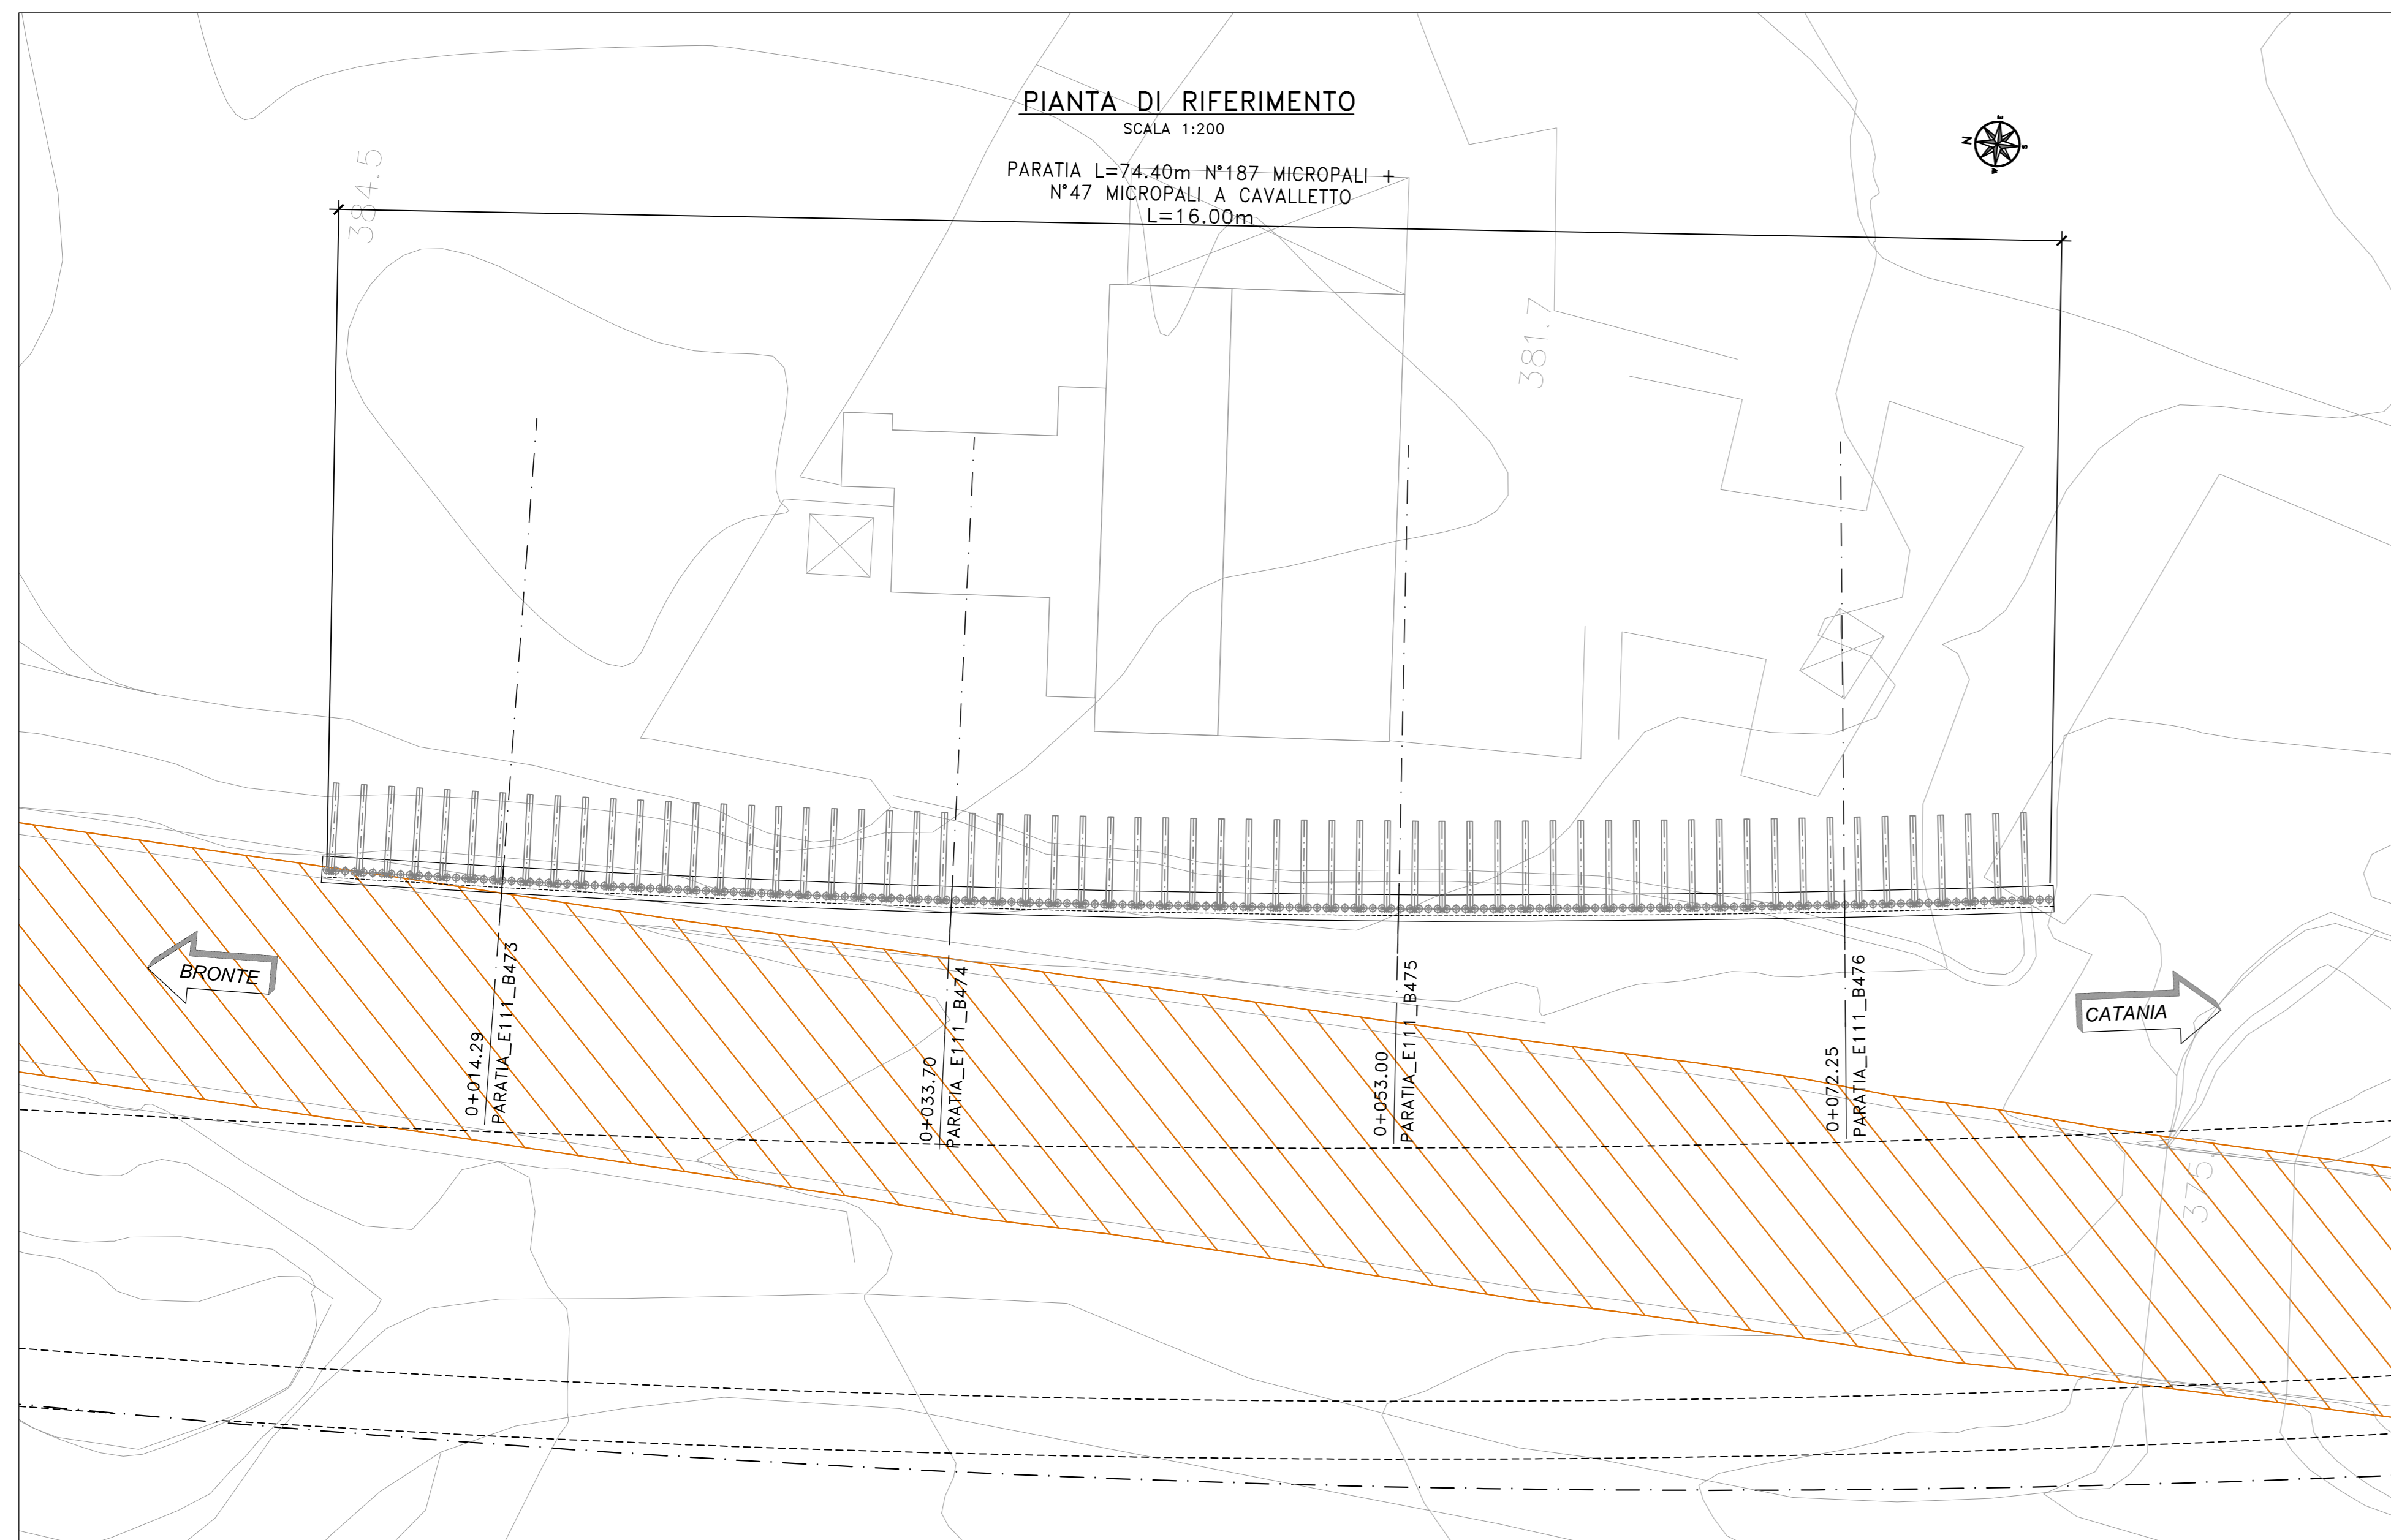 PIANTA DI RIFERIMENTO
SCALA 1:200
PARATIA L=74.40m N°187 MICROPALI +
N°47 MICROPALI A CAVALLETTO
L=16.00m
384.5
381.7
N
S
BRONTE
CATANIA
0+014.29
PARATIA_E111_B473
0+033.70
PARATIA_E111_B474
0+053.00
PARATIA_E111_B475
0+072.25
PARATIA_E111_B476